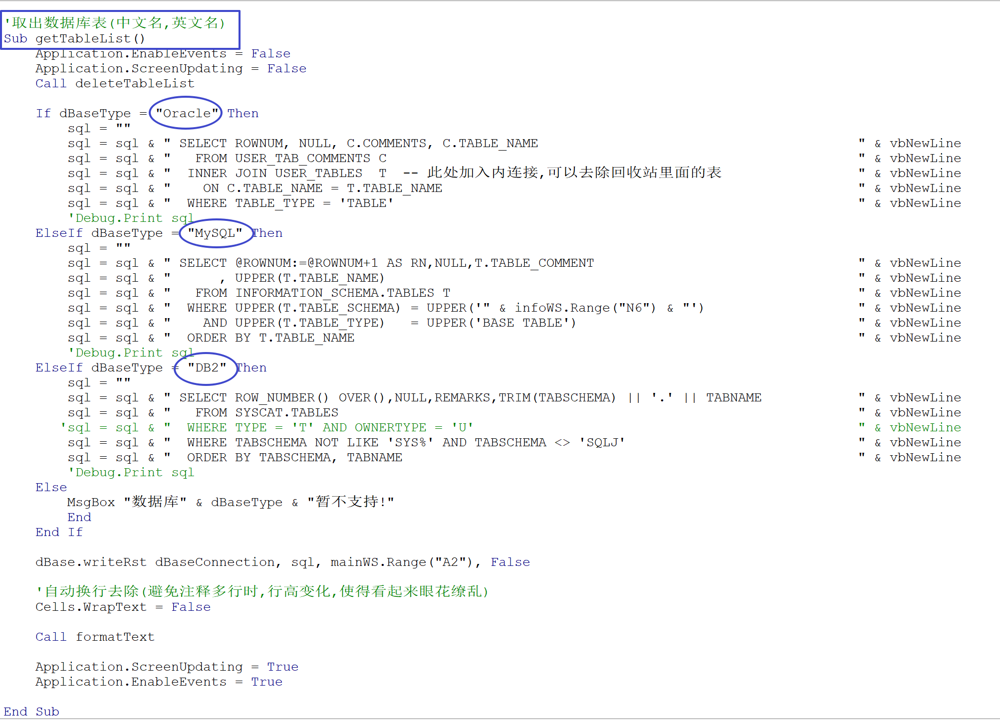 '取出数据库表(中文名,英文名)
Sub getTableList()
    Application.EnableEvents = False
    Application.ScreenUpdating = False
    Call deleteTableList

    If dBaseType = "Oracle" Then
        sql = ""
        sql = sql & " SELECT ROWNUM, NULL, C.COMMENTS, C.TABLE_NAME                                        " & vbNewLine
        sql = sql & "   FROM USER_TAB_COMMENTS C                                                           " & vbNewLine
        sql = sql & "  INNER JOIN USER_TABLES  T  -- 此处加入内连接,可以去除回收站里面的表                 " & vbNewLine
        sql = sql & "    ON C.TABLE_NAME = T.TABLE_NAME                                                    " & vbNewLine
        sql = sql & "  WHERE TABLE_TYPE = 'TABLE'                                                          " & vbNewLine
        'Debug.Print sql
    ElseIf dBaseType = "MySQL" Then
        sql = ""
        sql = sql & " SELECT @ROWNUM:=@ROWNUM+1 AS RN,NULL,T.TABLE_COMMENT                                 " & vbNewLine
        sql = sql & "      , UPPER(T.TABLE_NAME)                                                           " & vbNewLine
        sql = sql & "   FROM INFORMATION_SCHEMA.TABLES T                                                   " & vbNewLine
        sql = sql & "  WHERE UPPER(T.TABLE_SCHEMA) = UPPER('" & infoWS.Range("N6") & "')                   " & vbNewLine
        sql = sql & "    AND UPPER(T.TABLE_TYPE)   = UPPER('BASE TABLE')                                   " & vbNewLine
        sql = sql & "  ORDER BY T.TABLE_NAME                                                               " & vbNewLine
        'Debug.Print sql
    ElseIf dBaseType = "DB2" Then
        sql = ""
        sql = sql & " SELECT ROW_NUMBER() OVER(),NULL,REMARKS,TRIM(TABSCHEMA) || '.' || TABNAME            " & vbNewLine
        sql = sql & "   FROM SYSCAT.TABLES                                                                 " & vbNewLine
       'sql = sql & "  WHERE TYPE = 'T' AND OWNERTYPE = 'U'                                                " & vbNewLine
        sql = sql & "  WHERE TABSCHEMA NOT LIKE 'SYS%' AND TABSCHEMA <> 'SQLJ'                             " & vbNewLine
        sql = sql & "  ORDER BY TABSCHEMA, TABNAME                                                         " & vbNewLine
        'Debug.Print sql
    Else
        MsgBox "数据库" & dBaseType & "暂不支持!"
        End
    End If

    dBase.writeRst dBaseConnection, sql, mainWS.Range("A2"), False

    '自动换行去除(避免注释多行时,行高变化,使得看起来眼花缭乱)
    Cells.WrapText = False

    Call formatText

    Application.ScreenUpdating = True
    Application.EnableEvents = True

End Sub